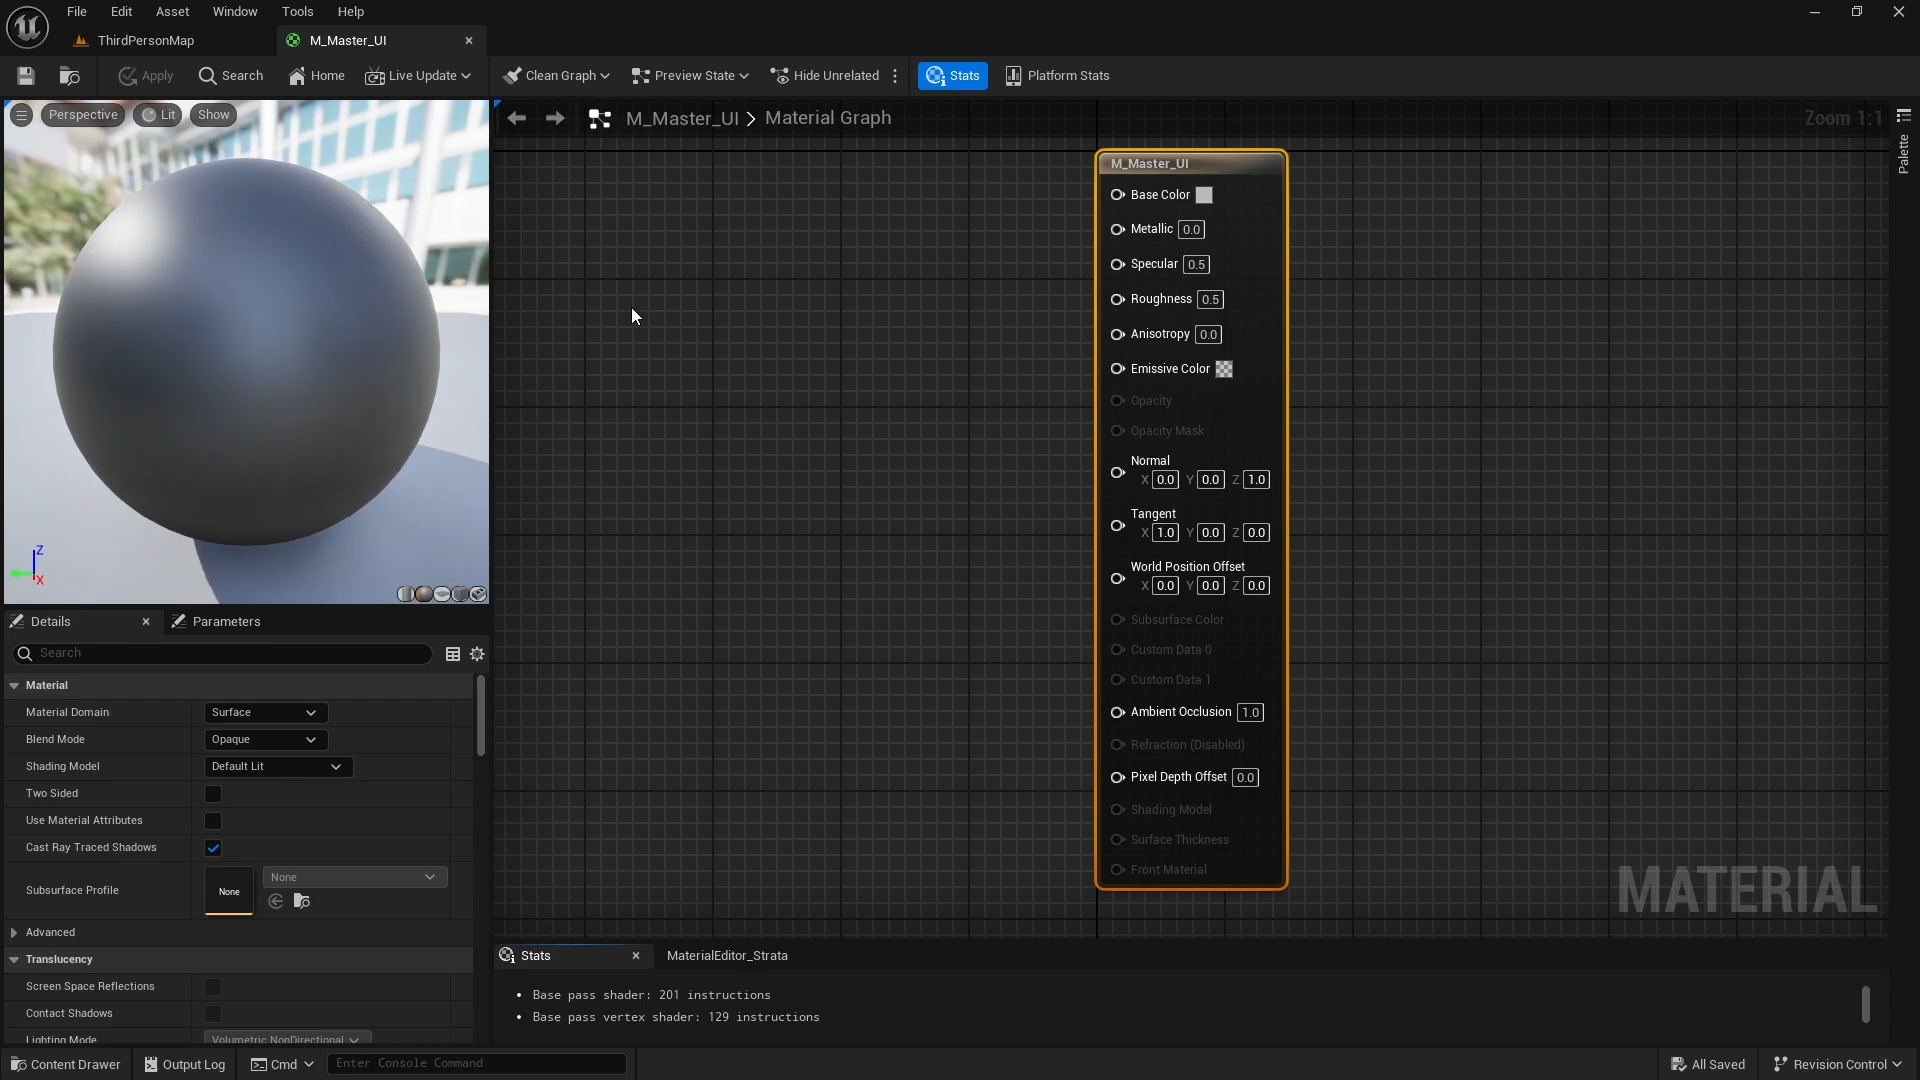 File Edit Asset Window Tools Help
ThirdPersonMap
M_Master_UI
Apply Search Home Live Update Clean Graph Preview State Hide Unrelated Stats Platform Stats
Perspective Lit Show
M_Master_UI > Material Graph
Zoom 1:1
Palette
M_Master_UI
Base Color
Metallic 0.0
Specular 0.5
Roughness 0.5
Anisotropy 0.0
Emissive Color
Opacity
Opacity Mask
Normal
X 0.0 Y 0.0 Z 1.0
Tangent
X 1.0 Y 0.0 Z 0.0
World Position Offset
X 0.0 Y 0.0 Z 0.0
Subsurface Color
Custom Data 0
Custom Data 1
Ambient Occlusion 1.0
Refraction (Disabled)
Pixel Depth Offset 0.0
Shading Model
Surface Thickness
Front Material
MATERIAL
Z
X
Details
Parameters
Search
Material
Material Domain Surface
Blend Mode Opaque
Shading Model Default Lit
Two Sided
Use Material Attributes
Cast Ray Traced Shadows
Subsurface Profile None None
Advanced
Translucency
Screen Space Reflections
Contact Shadows
Lighting Mode Volumetric NonDirectional
Stats
MaterialEditor_Strata
• Base pass shader: 201 instructions
• Base pass vertex shader: 129 instructions
Content Drawer Output Log Cmd Enter Console Command All Saved Revision Control